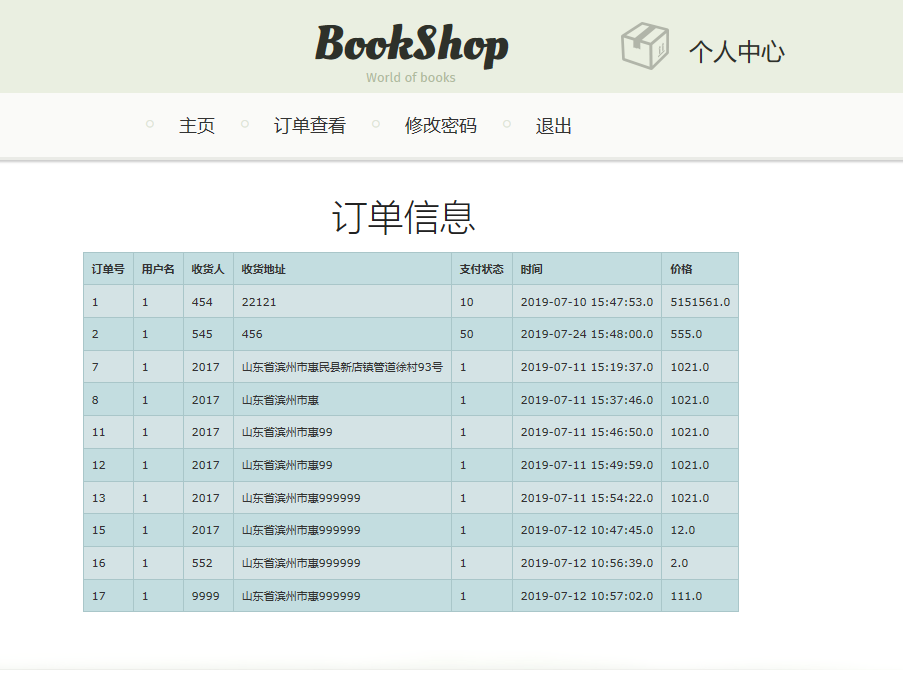 BookShop
World of books
个人中心
主页 订单查看 修改密码 退出
订单信息
订单号 用户名 收货人 收货地址 支付状态 时间 价格
1 1 454 22121 10 2019-07-10 15:47:53.0 5151561.0
2 1 545 456 50 2019-07-24 15:48:00.0 555.0
7 1 2017 山东省滨州市惠民县新店镇管道徐村93号 1 2019-07-11 15:19:37.0 1021.0
8 1 2017 山东省滨州市惠 1 2019-07-11 15:37:46.0 1021.0
11 1 2017 山东省滨州市惠99 1 2019-07-11 15:46:50.0 1021.0
12 1 2017 山东省滨州市惠99 1 2019-07-11 15:49:59.0 1021.0
13 1 2017 山东省滨州市惠999999 1 2019-07-11 15:54:22.0 1021.0
15 1 2017 山东省滨州市惠999999 1 2019-07-12 10:47:45.0 12.0
16 1 552 山东省滨州市惠999999 1 2019-07-12 10:56:39.0 2.0
17 1 9999 山东省滨州市惠999999 1 2019-07-12 10:57:02.0 111.0